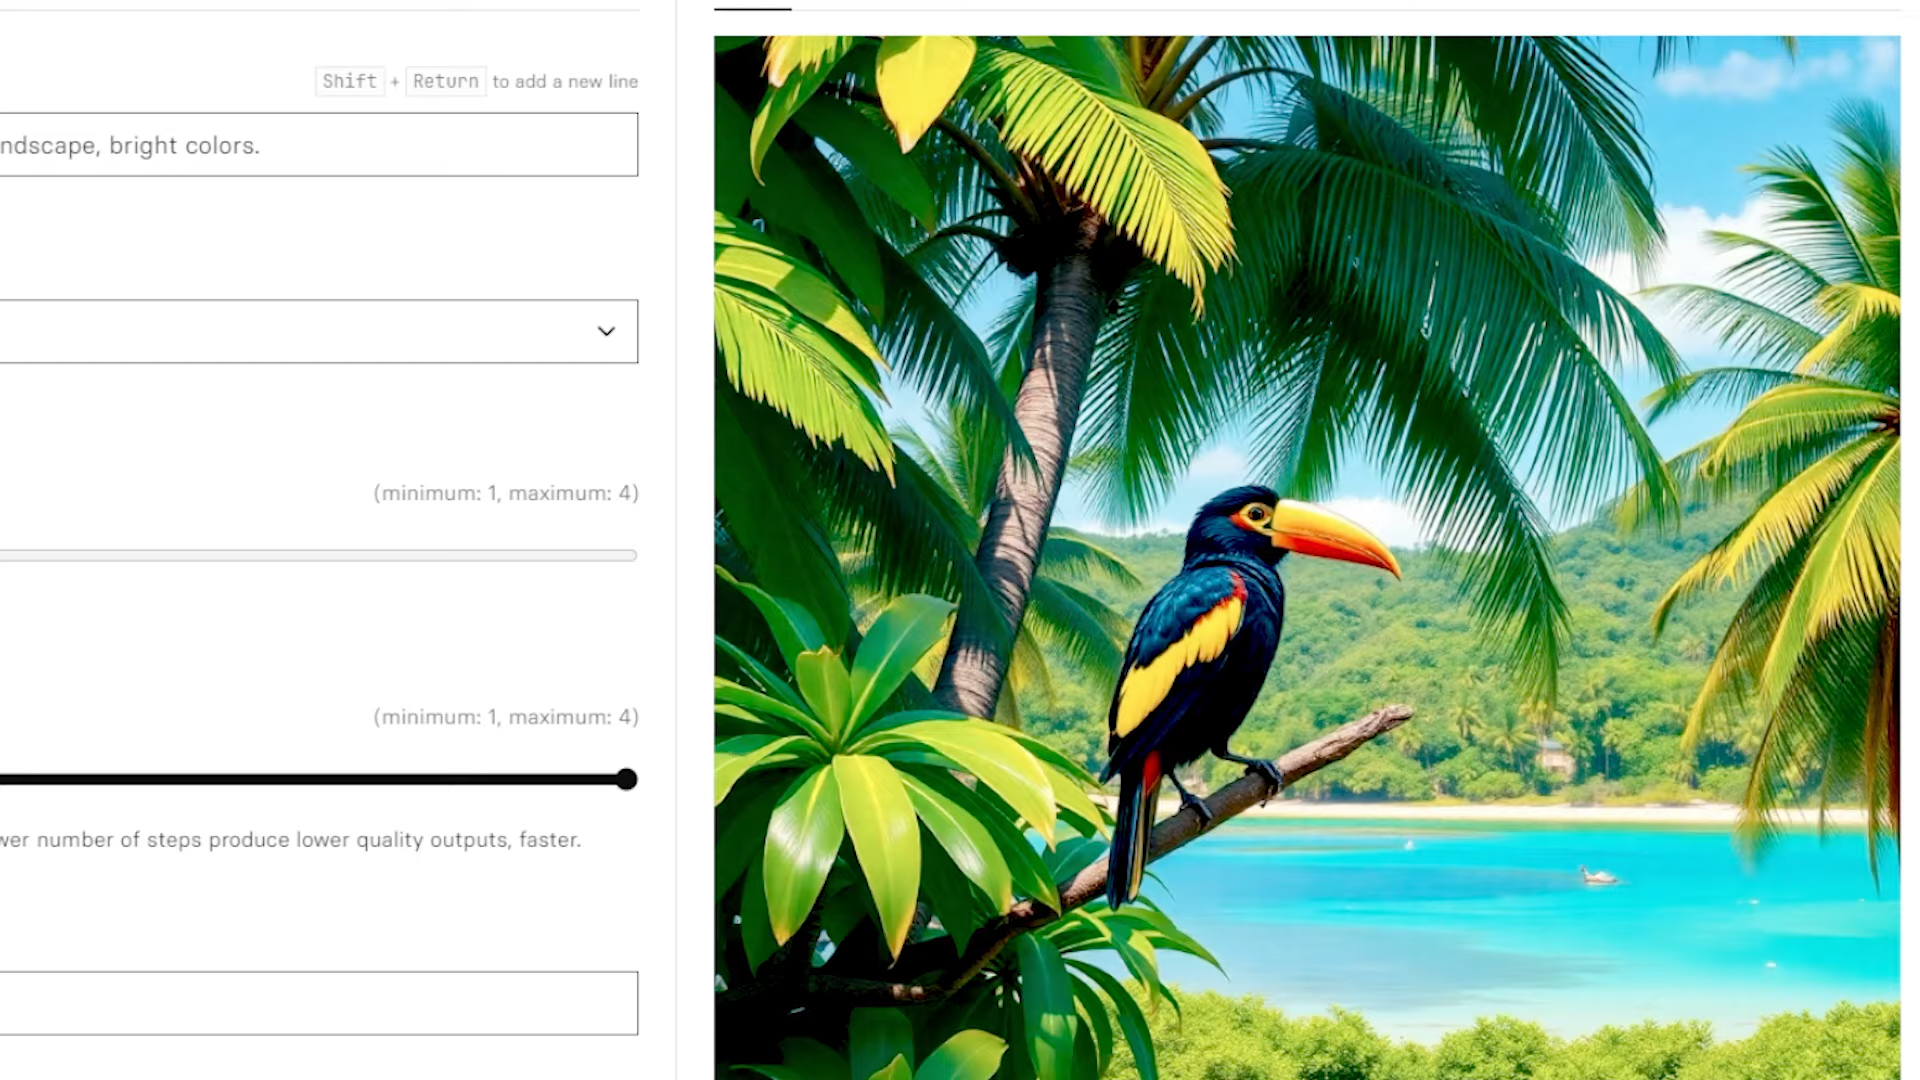 Shift + Return to add a new line
ndscape, bright colors.
(minimum: 1, maximum: 4)
(minimum: 1, maximum: 4)
wer number of steps produce lower quality outputs, faster.